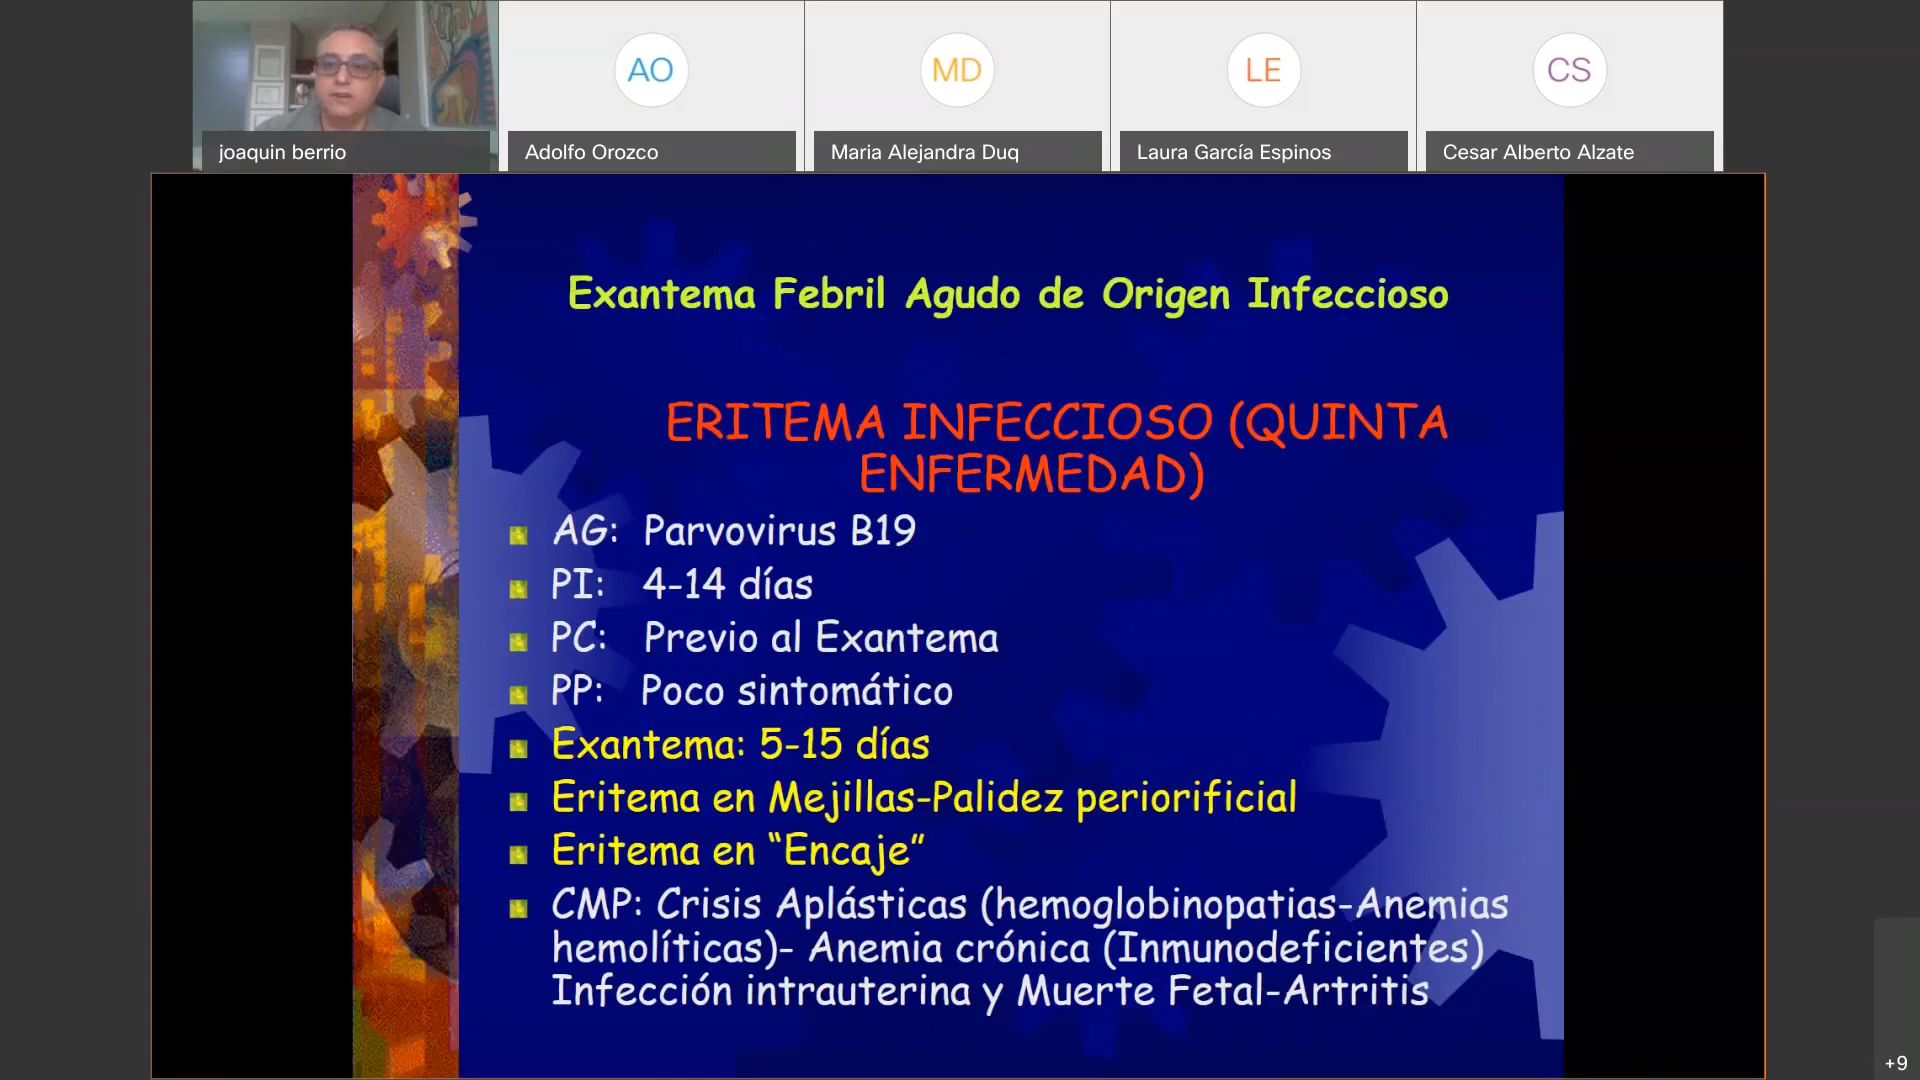 AO
MD
LE
CS
joaquin berrio
Adolfo Orozco
Maria Alejandra Duq
Laura García Espinos
Cesar Alberto Alzate
Exantema Febril Agudo de Origen Infeccioso
ERITEMA INFECCIOSO (QUINTA
ENFERMEDAD)
AG: Parvovirus B19
PI: 4-14 días
PC: Previo al Exantema
PP: Poco sintomático
Exantema: 5-15 días
Eritema en Mejillas-Palidez periorificial
Eritema en “Encaje”
CMP: Crisis Aplásticas (hemoglobinopatias-Anemias
hemolíticas)- Anemia crónica (Inmunodeficientes)
Infección intrauterina y Muerte Fetal-Artritis
+9